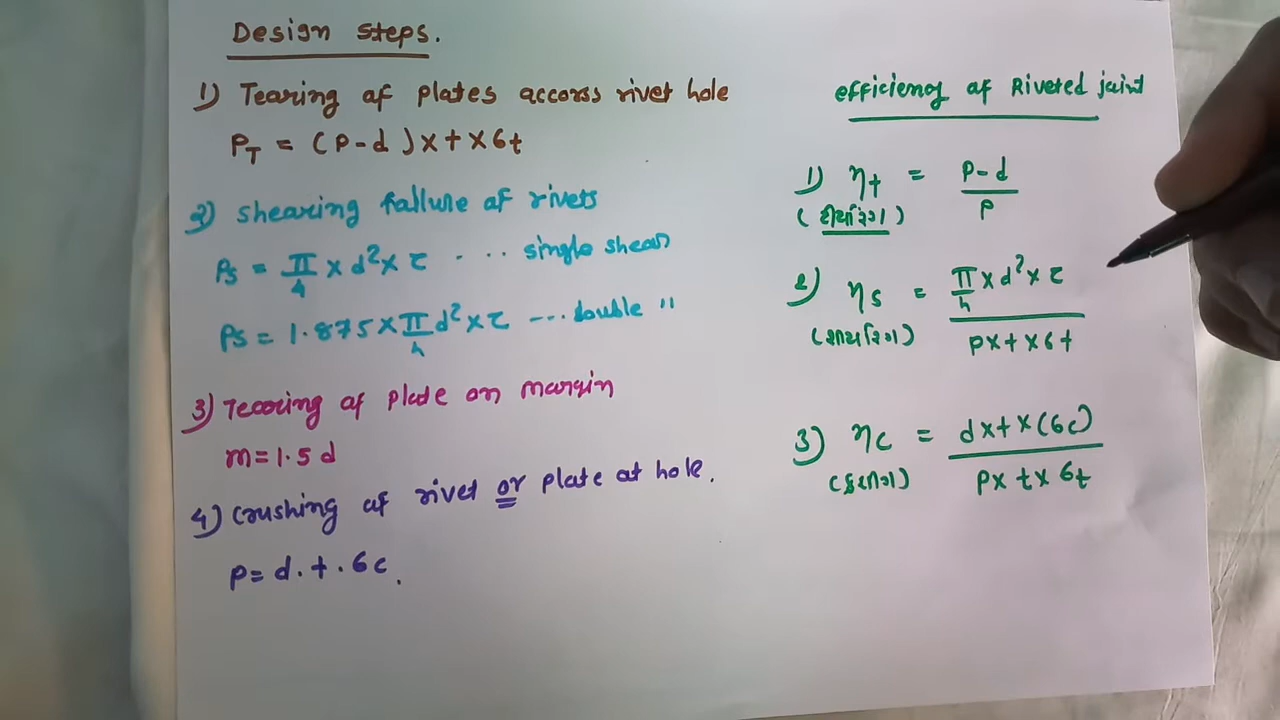 Design steps.
1) Tearing of plates accorss rivet hole
P_T = (P-d)×t×6t
2) shearing failure of rivets
Ps = π/4 × d²× τ ... single shear
Ps = 1.875×π/4 d²×τ ... double "
3) Tearing of plate on margin
m=1.5 d
4) Crushing of rivet or plate at hole.
P= d.t.6c.
efficiency of Riveted joint
1) ηt = P-d / P
2) ηs = π/4 ×d²× τ / P×t×6t
(શીયરિંગ)
3) ηc = d×t×(6c) / P×t×6t